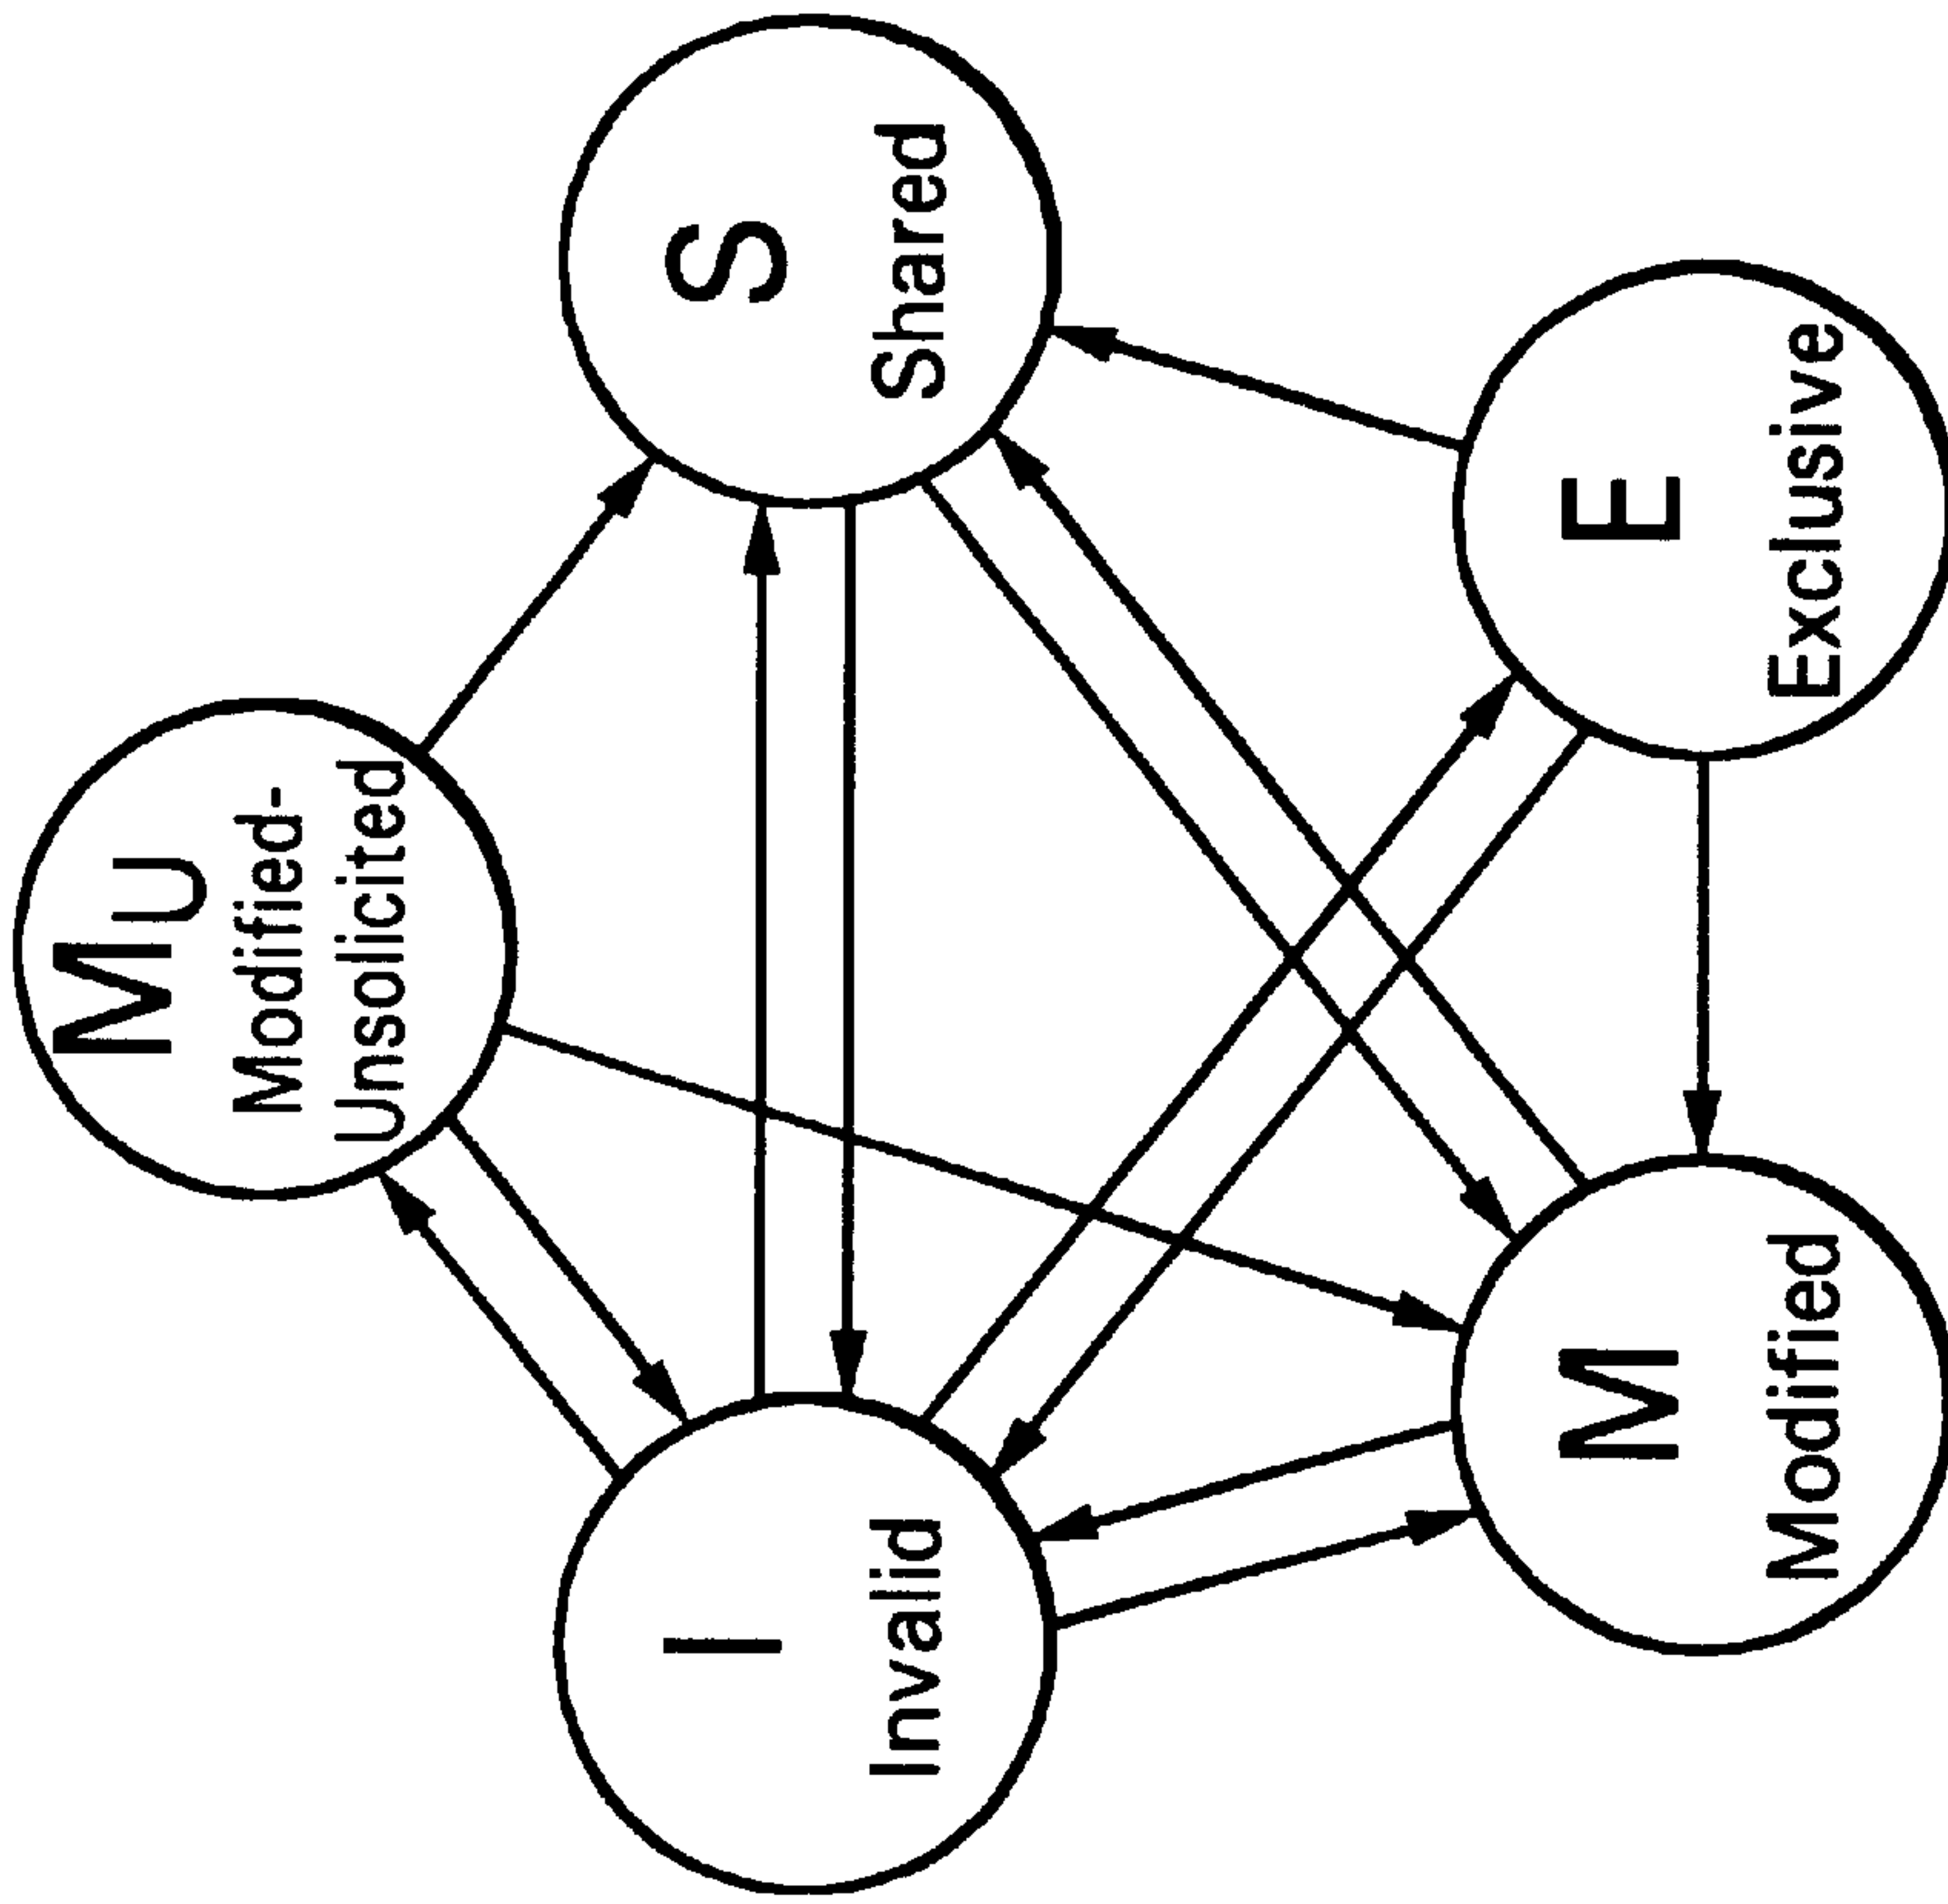 MU
Modified-
Unsolicited
I
Invalid
S
Shared
M
Modified
E
Exclusive